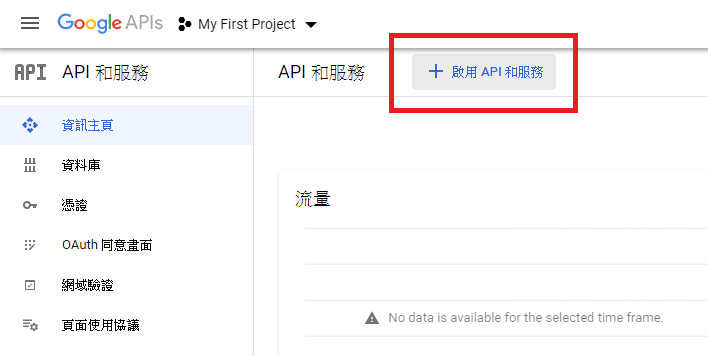 Google APIs My First Project
API API 和服務
API 和服務 + 啟用 API 和服務
資訊主頁
資料庫
憑證
OAuth 同意畫面
網域驗證
頁面使用協議
流量
No data is available for the selected time frame.